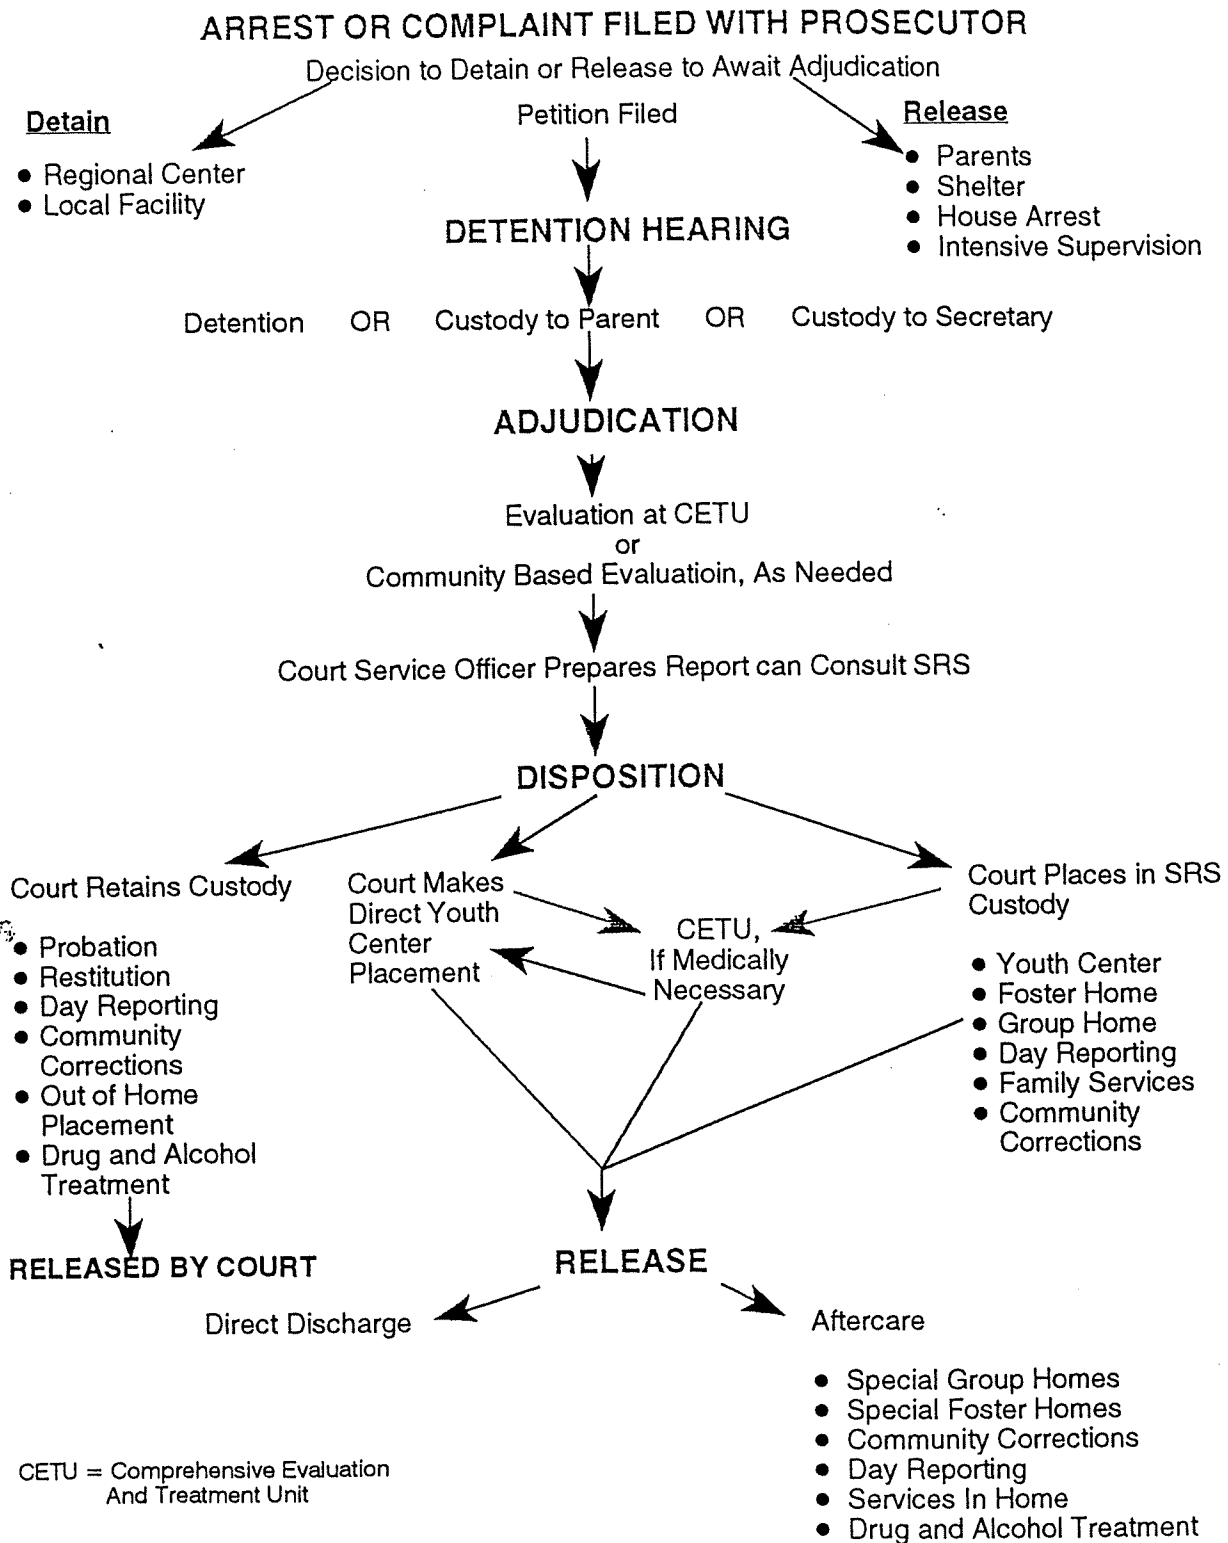 ARREST OR COMPLAINT FILED WITH PROSECUTOR
Decision to Detain or Release to Await Adjudication
Detain
• Regional Center
• Local Facility
Petition Filed
Release
• Parents
• Shelter
• House Arrest
• Intensive Supervision
DETENTION HEARING
Detention OR Custody to Parent OR Custody to Secretary
ADJUDICATION
Evaluation at CETU
or
Community Based Evaluatioin, As Needed
Court Service Officer Prepares Report can Consult SRS
DISPOSITION
Court Retains Custody
• Probation
• Restitution
• Day Reporting
• Community
Corrections
• Out of Home
Placement
• Drug and Alcohol
Treatment
RELEASED BY COURT
Court Makes
Direct Youth
Center
Placement
CETU,
If Medically
Necessary
Court Places in SRS
Custody
• Youth Center
• Foster Home
• Group Home
• Day Reporting
• Family Services
• Community
Corrections
RELEASE
Direct Discharge
Aftercare
• Special Group Homes
• Special Foster Homes
• Community Corrections
• Day Reporting
• Services In Home
• Drug and Alcohol Treatment
CETU = Comprehensive Evaluation
And Treatment Unit